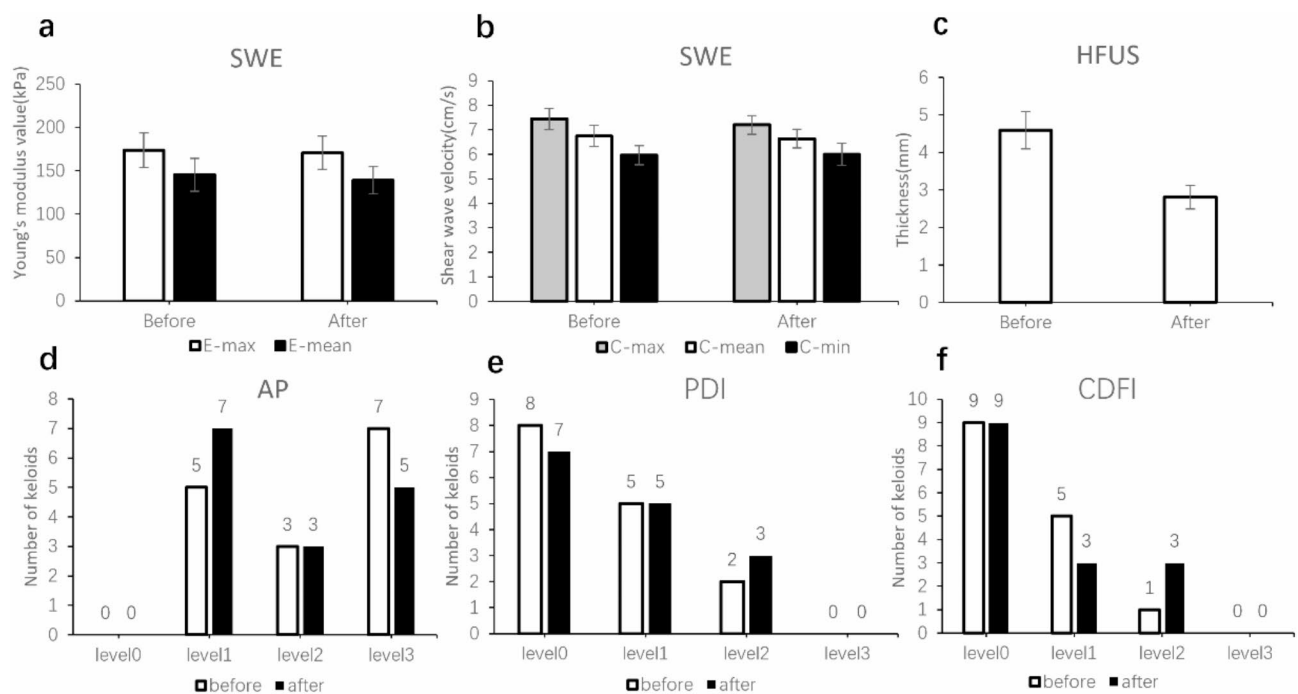 a
SWE
Young's modulus value(kPa)
250
200
150
100
50
0
Before
After
E-max
E-mean
b
SWE
Shear wave velocity(cm/s)
9
8
7
6
5
4
3
2
1
0
Before
After
C-max
C-mean
C-min
c
HFUS
Thickness(mm)
6
5
4
3
2
1
0
Before
After
d
AP
Number of keloids
8
7
6
5
4
3
2
1
0
0 0
5 7
3 3
7 5
level0
level1
level2
level3
before
after
e
PDI
Number of keloids
9
8
7
6
5
4
3
2
1
0
8 7
5 5
2 3
0 0
level0
level1
level2
level3
before
after
f
CDFI
Number of keloids
10
9
8
7
6
5
4
3
2
1
0
9 9
5 3
1 3
0 0
level0
level1
level2
level3
before
after